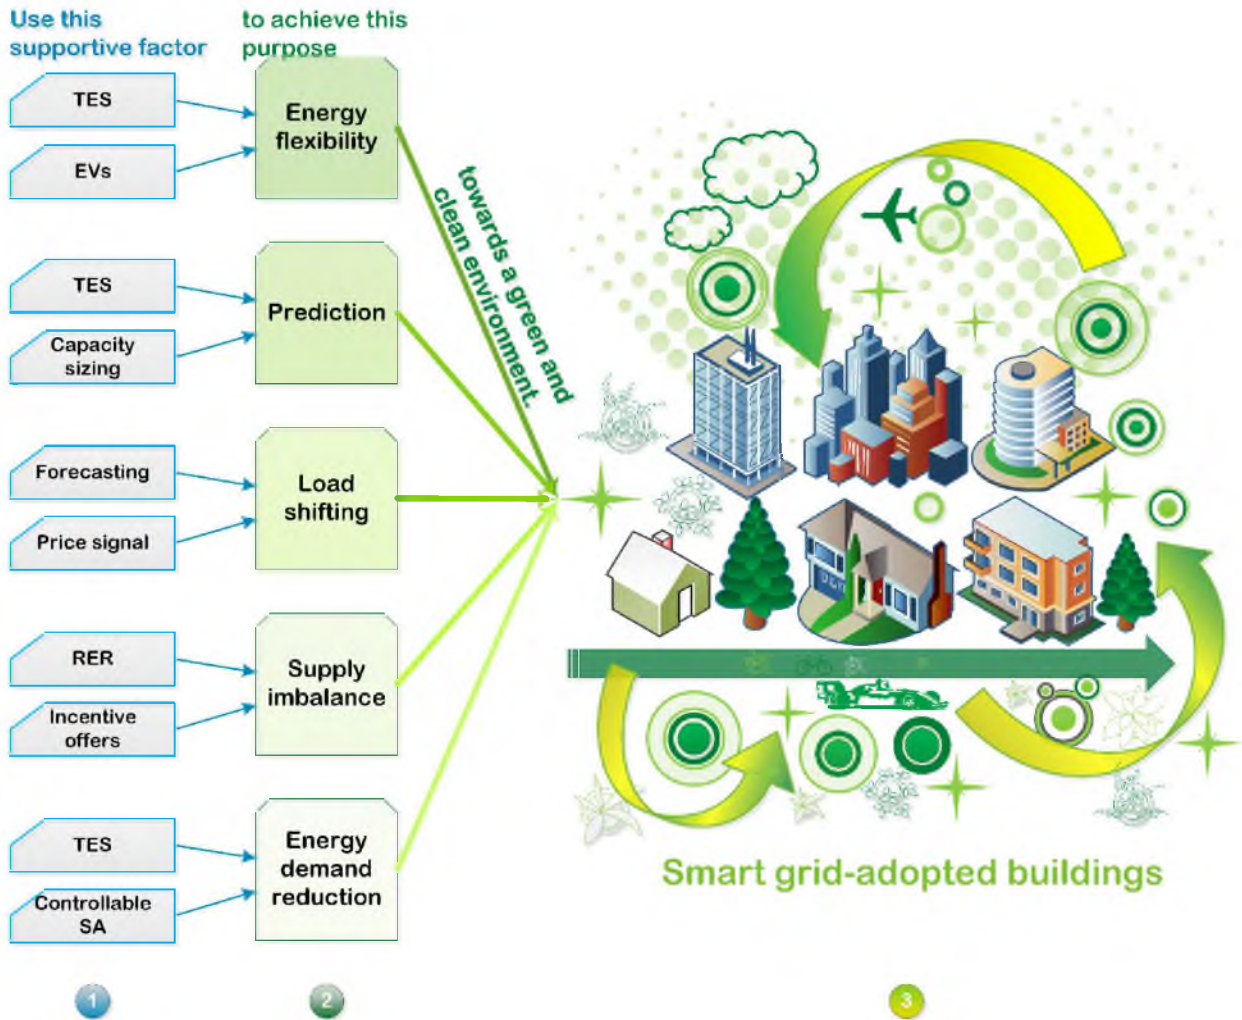 Use this
supportive factor
to achieve this
purpose
TES
EVs
Energy
flexibility
TES
Capacity
sizing
Prediction
Forecasting
Price signal
Load
shifting
RER
Incentive
offers
Supply
imbalance
TES
Controllable
SA
Energy
demand
reduction
towards a green and
clean environment.
Smart grid-adopted buildings
1
2
3